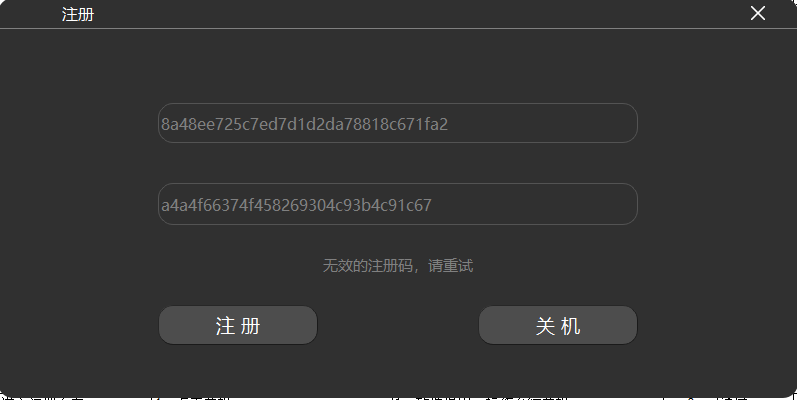 注册
8a48ee725c7ed7d1d2da78818c671fa2
a4a4f66374f458269304c93b4c91c67
无效的注册码，请重试
注 册
关 机